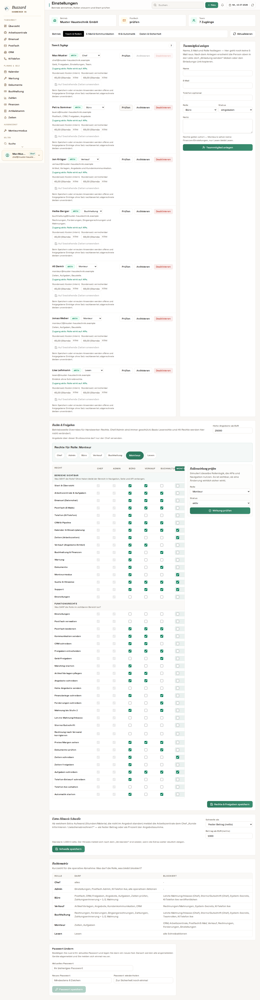 Buzzard
HANDWERKER OS
TAGESARBEIT
Übersicht
Arbeitszentrale
Emanuel
Postfach
CRM
KI-Telefon
PLANUNG & GELD
Kalender
Wartung
Dokumente
Buchhaltung
Zahlen
Finanzen
Artikelstamm
Zeiten
AUSSENDIENST
Monteurmodus
SELTEN
Suche
Max Mus... Chef
chef@muster-hauste...
Einstellungen
Betrieb einrichten, Rollen steuern und Start prüfen
Suchen...
+ Neu
Mi., 15.07.2026
Betrieb
Muster Haustechnik GmbH
Postfach
prüfen
Team
7 Zugänge
Betrieb Team & Rollen E-Mail & Kommunikation KI & Automatik Daten & Sicherheit
Aktualisieren
Team & Zugänge 7
Max Muster aktiv Chef Prüfen Archivieren Deaktivieren
chef@muster-haustechnik.example
Geld, Freigaben, Einstellungen, Team.
Zugang aktiv. Rolle wirkt auf APIs.
Stundensatz Kosten (intern) Stundensatz verrechenbar
45,00 (Standa €/Std 69,00 (Standa €/Std
Auf bestehende Zeiten anwenden
Beim Speichern oder erneuten Anwenden werden offene und
freigegebene Einträge ohne Satz nachbewertet; abgerechnete
bleiben unverändert.
Petra Sommer aktiv Büro Prüfen Archivieren Deaktivieren
buero@muster-haustechnik.example
Postfach, CRM, Freigaben, Angebote.
Zugang aktiv. Rolle wirkt auf APIs.
Stundensatz Kosten (intern) Stundensatz verrechenbar
45,00 (Standa €/Std 69,00 (Standa €/Std
Auf bestehende Zeiten anwenden
Beim Speichern oder erneuten Anwenden werden offene und
freigegebene Einträge ohne Satz nachbewertet; abgerechnete
bleiben unverändert.
Jan Krüger aktiv Verkauf Prüfen Archivieren Deaktivieren
verkauf@muster-haustechnik.example
Artikel, Vorlagen, Angebote und Kundenkommunikation.
Zugang aktiv. Rolle wirkt auf APIs.
Stundensatz Kosten (intern) Stundensatz verrechenbar
45,00 (Standa €/Std 69,00 (Standa €/Std
Auf bestehende Zeiten anwenden
Beim Speichern oder erneuten Anwenden werden offene und
freigegebene Einträge ohne Satz nachbewertet; abgerechnete
bleiben unverändert.
Heike Berger aktiv Buchhaltung Prüfen Archivieren Deaktivieren
buchhaltung@muster-haustechnik.example
Rechnungen, Forderungen, Eingangsrechnungen und
Mahnungen.
Zugang aktiv. Rolle wirkt auf APIs.
Stundensatz Kosten (intern) Stundensatz verrechenbar
45,00 (Standa €/Std 69,00 (Standa €/Std
Auf bestehende Zeiten anwenden
Beim Speichern oder erneuten Anwenden werden offene und
freigegebene Einträge ohne Satz nachbewertet; abgerechnete
bleiben unverändert.
Ali Demir aktiv Monteur Prüfen Archivieren Deaktivieren
monteur@muster-haustechnik.example
Zeiten, Aufgaben, Baustelle.
Zugang aktiv. Rolle wirkt auf APIs.
Stundensatz Kosten (intern) Stundensatz verrechenbar
45,00 (Standa €/Std 69,00 (Standa €/Std
Auf bestehende Zeiten anwenden
Beim Speichern oder erneuten Anwenden werden offene und
freigegebene Einträge ohne Satz nachbewertet; abgerechnete
bleiben unverändert.
Jonas Weber aktiv Monteur Prüfen Archivieren Deaktivieren
monteur2@muster-haustechnik.example
Zeiten, Aufgaben, Baustelle.
Zugang aktiv. Rolle wirkt auf APIs.
Stundensatz Kosten (intern) Stundensatz verrechenbar
45,00 (Standa €/Std 69,00 (Standa €/Std
Auf bestehende Zeiten anwenden
Beim Speichern oder erneuten Anwenden werden offene und
freigegebene Einträge ohne Satz nachbewertet; abgerechnete
bleiben unverändert.
Lisa Lehmann aktiv Lesen Prüfen Archivieren Deaktivieren
lesen@muster-haustechnik.example
Einblick ohne Schreibrechte.
Zugang aktiv. Rolle wirkt auf APIs.
Stundensatz Kosten (intern) Stundensatz verrechenbar
45,00 (Standa €/Std 69,00 (Standa €/Std
Auf bestehende Zeiten anwenden
Beim Speichern oder erneuten Anwenden werden offene und
freigegebene Einträge ohne Satz nachbewertet; abgerechnete
bleiben unverändert.
Teammitglied anlegen
Name, E-Mail und Rolle festlegen — hier geht noch keine E-
Mail raus. Nach dem Anlegen erscheint die Person oben in
der Liste: dort „Einladung senden" klicken oder den
Einladungs-Link kopieren.
Name
E-Mail
Telefon optional
Rolle Status
Büro eingeladen
Notiz
Rechte gelten sofort — Monteure sehen keine
Finanzen/Einstellungen, nur Lesen bleibt Lesen.
Teammitglied anlegen
Rechte & Freigaben
Betriebsweite Overrides für Handwerker-Rechte. Chef/Admin sind immer geschützt; Basis-Leserechte und HV-Rechte werden hier
nicht verändert.
Angebote über dieser Bruttosumme darf nur der Chef versenden.
Hohe Angebote ab EUR
25000
Rechte für Rolle: Monteur
Chef Admin Büro Verkauf Buchhaltung Monteur Lesen
RECHT CHEF ADMIN BÜRO VERKAUF BUCHHALTU MONTE
BEREICHE SICHTBAR
Was SIEHT die Rolle? Ohne Haken bleibt der Bereich in Navigation, Seite und API verborgen.
Start & Übersicht
Arbeitszentrale & Aufgaben
Emanuel (Datenchat)
Postfach (E-Mails)
Telefon (KI-Telefon)
CRM & Pipeline
Kalender & Einsatzplanung
Zeiten (Arbeitszeiten)
Verkauf (Angebote/Artikel)
Buchhaltung & Finanzen
Wartung
Dokumente
Monteurmodus
Suche & Hinweise
Support
Einstellungen
FUNKTIONSRECHTE
Was DARF die Rolle im sichtbaren Bereich tun?
Einstellungen
Postfach verwalten
Postfach bedienen
Kommunikation senden
CRM schreiben
Freigaben entscheiden
Geld-Freigaben
Matching starten
Artikel/Vorlagen pflegen
Angebote schreiben
Hohe Angebote senden
Finanzbelege schreiben
Forderungen schreiben
Mahnung bis Stufe 2
Letzte Mahnung/Inkasso
Storno/Gutschrift
Rechnung nach Versand
korrigieren
Preise/Margen sehen
Dokumente prüfen
Zeiten schreiben
Zeiten freigeben
Aufgaben schreiben
Telefon-Entwurf schreiben
Telefon live schalten
Automatik starten
Rollenwirkung prüfen
Simuliert dieselbe Rollenlogik, die APIs und
Navigation nutzen. So ist sichtbar, ob eine
Änderung wirklich sicher wirkt.
Rolle
Monteur
Status
aktiv
Wirkung prüfen
Rechte & Freigaben speichern
Extra-Hinweis-Schwelle
Ab welchem Extra-Aufwand (Stunden/Material, die nicht im Angebot standen) meldet die Arbeitszentrale dem Chef „Kunde
informieren / zwischenabrechnen?" — als fester Betrag oder als Prozent der Angebotssumme.
Schwelle als
Fester Betrag (netto)
Betrag ab EUR (netto)
1000
Standard: 1.000 € netto. Der Hinweis meldet sich nach dem „Verstanden" erst wieder, wenn die Extras weiter deutlich steigen.
Schwelle speichern
Rechtematrix
Kurzsicht für die operative Abnahme: Was darf die Rolle, was bleibt blockiert?
ROLLE DARF BLOCKIERT
Chef alles -
Admin Einstellungen, Postfach-Admin, KI-Telefon live, alle operativen Aktionen -
Büro Postfach, CRM, Freigaben, Angebote, Aufgaben, Zeiten prüfen, Zahlungserinnerung + 1./2. Mahnung Letzte Mahnung/Inkasso (Chef), Storno/Gutschrift (Chef), System-Secrets, KI-Telefon live veröffentlichen
Verkauf Artikel/Vorlagen, Angebote, Kundenkommunikation, CRM Rechnungen/Mahnungen, System-Secrets, KI-Telefon live
Buchhaltung Rechnungen, Forderungen, Eingangsrechnungen, Zahlungen, Zahlungserinnerung + 1./2. Mahnung Letzte Mahnung/Inkasso (Chef), Storno/Gutschrift (Chef), System-Secrets, Teamrollen, KI-Telefon live
Monteur Zeiten, Aufgaben CRM, Arbeitszentrale, Postfach/E-Mail, Verkauf, Rechnungen, Forderungen, Einstellungen
Lesen Lesen alle Schreibaktionen
Passwort ändern
Bestätigen Sie zuerst Ihr aktuelles Passwort und legen Sie dann ein neues fest. Danach werden alle angemeldeten
Geräte abgemeldet und Sie melden sich einmal neu an.
Aktuelles Passwort
Ihr bisheriges Passwort
Neues Passwort Passwort wiederholen
Mindestens 8 Zeichen Zur Sicherheit noch einmal
Passwort speichern